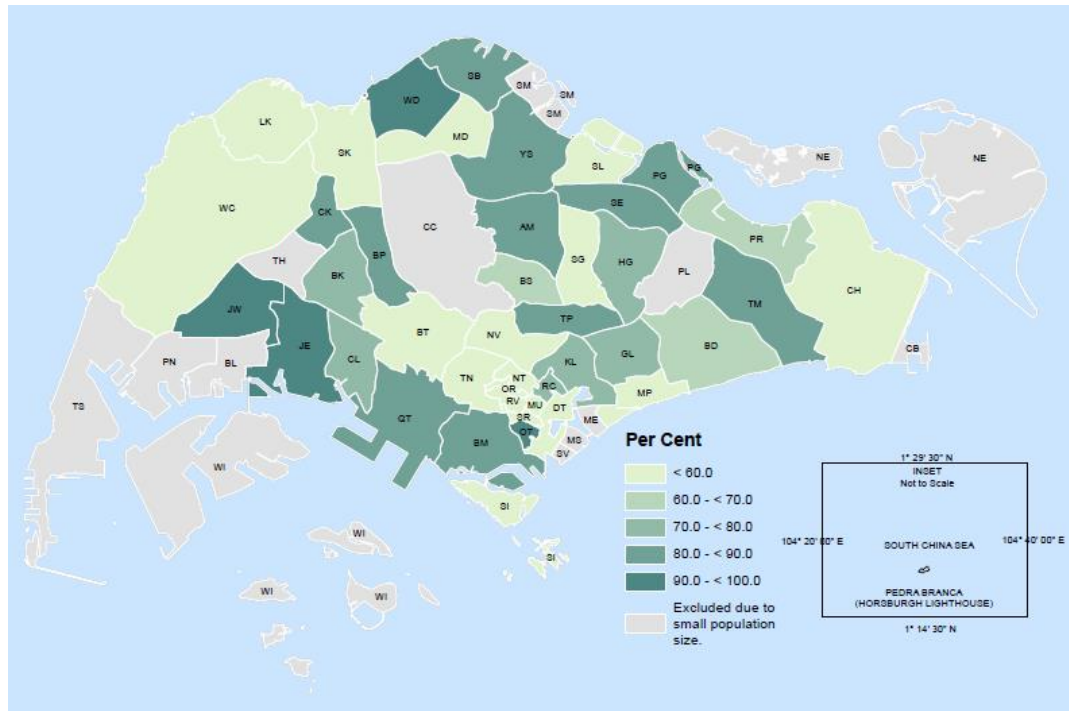 SB
SM
SM
SM
WD
LK
MD
SK
YS
SL
PG
PG
NE
NE
SE
WC
CK
CC
AM
SG
HG
PR
BP
TH
BK
BS
PL
CH
TM
JW
TP
BT
NV
JE
CL
KL
GL
BD
PN
BL
CB
TN
NT
OR
RC
RV
MU
DT
MP
TS
QT
SR
OT
ME
BM
MS
SV
WI
SI
SI
WI
WI
WI
Per Cent
< 60.0
60.0 - < 70.0
70.0 - < 80.0
80.0 - < 90.0
90.0 - < 100.0
Excluded due to
small population
size.
1° 29' 30" N
INSET
Not to Scale
104° 20' 00" E
SOUTH CHINA SEA
104° 40' 00" E
PEDRA BRANCA
(HORSBURGH LIGHTHOUSE)
1° 14' 30" N